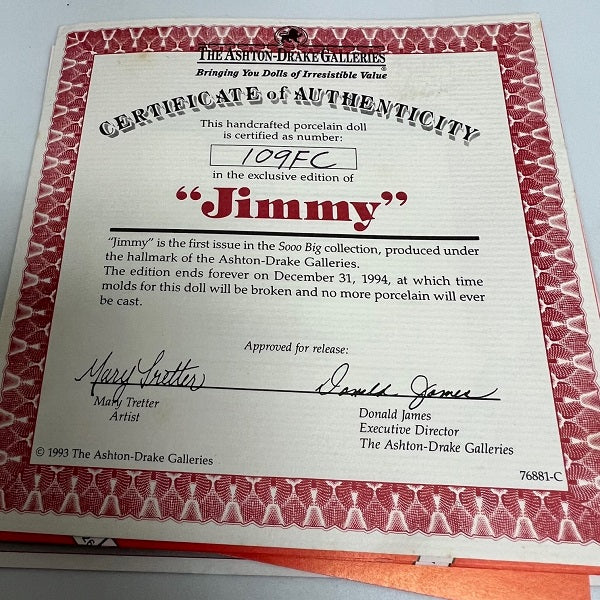 THE ASHTON-DRAKE GALLERIES®
Bringing You Dolls of Irresistible Value
CERTIFICATE of AUTHENTICITY
This handcrafted porcelain doll
is certified as number:
109FC
in the exclusive edition of
“Jimmy”
“Jimmy” is the first issue in the Sooo Big collection, produced under
the hallmark of the Ashton-Drake Galleries.
The edition ends forever on December 31, 1994, at which time
molds for this doll will be broken and no more porcelain will ever
be cast.
Approved for release:
Mary Tretter
Donald James
Mary Tretter
Artist
Donald James
Executive Director
The Ashton-Drake Galleries
© 1993 The Ashton-Drake Galleries
76881-C